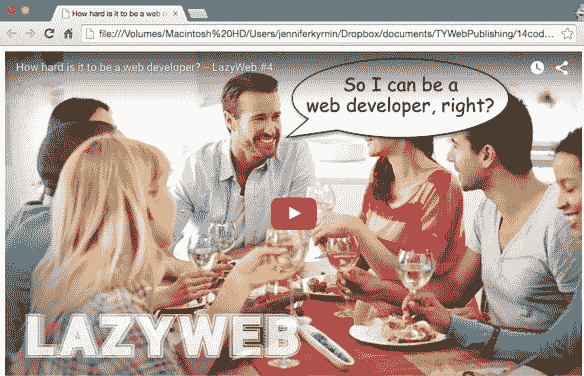 How hard is it to be a web d
file:///Volumes/Macintosh%20HD/Users/jenniferkyrnin/Dropbox/documents/TYWebPublishing/14cod...
How hard is it to be a web developer? - LazyWeb #4
So I can be a
web developer, right?
LAZYWEB